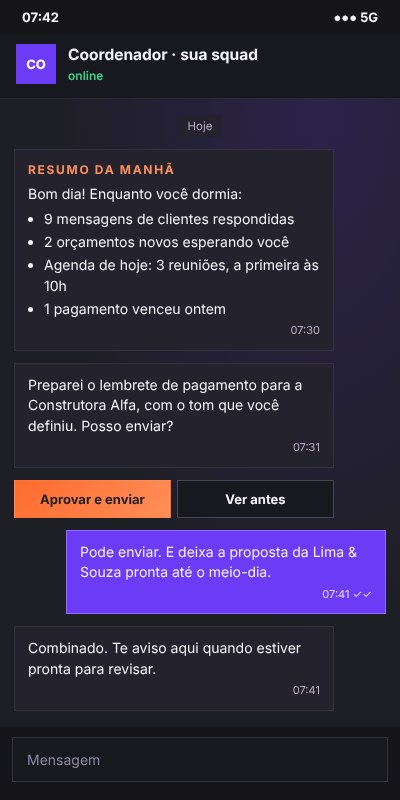 07:42
●●● 5G
CO
Coordenador · sua squad
online
Hoje
RESUMO DA MANHÃ
Bom dia! Enquanto você dormia:
• 9 mensagens de clientes respondidas
• 2 orçamentos novos esperando você
• Agenda de hoje: 3 reuniões, a primeira às
10h
• 1 pagamento venceu ontem
07:30
Preparei o lembrete de pagamento para a
Construtora Alfa, com o tom que você
definiu. Posso enviar?
07:31
Aprovar e enviar
Ver antes
Pode enviar. E deixa a proposta da Lima &
Souza pronta até o meio-dia.
07:41 ✓✓
Combinado. Te aviso aqui quando estiver
pronta para revisar.
07:41
Mensagem